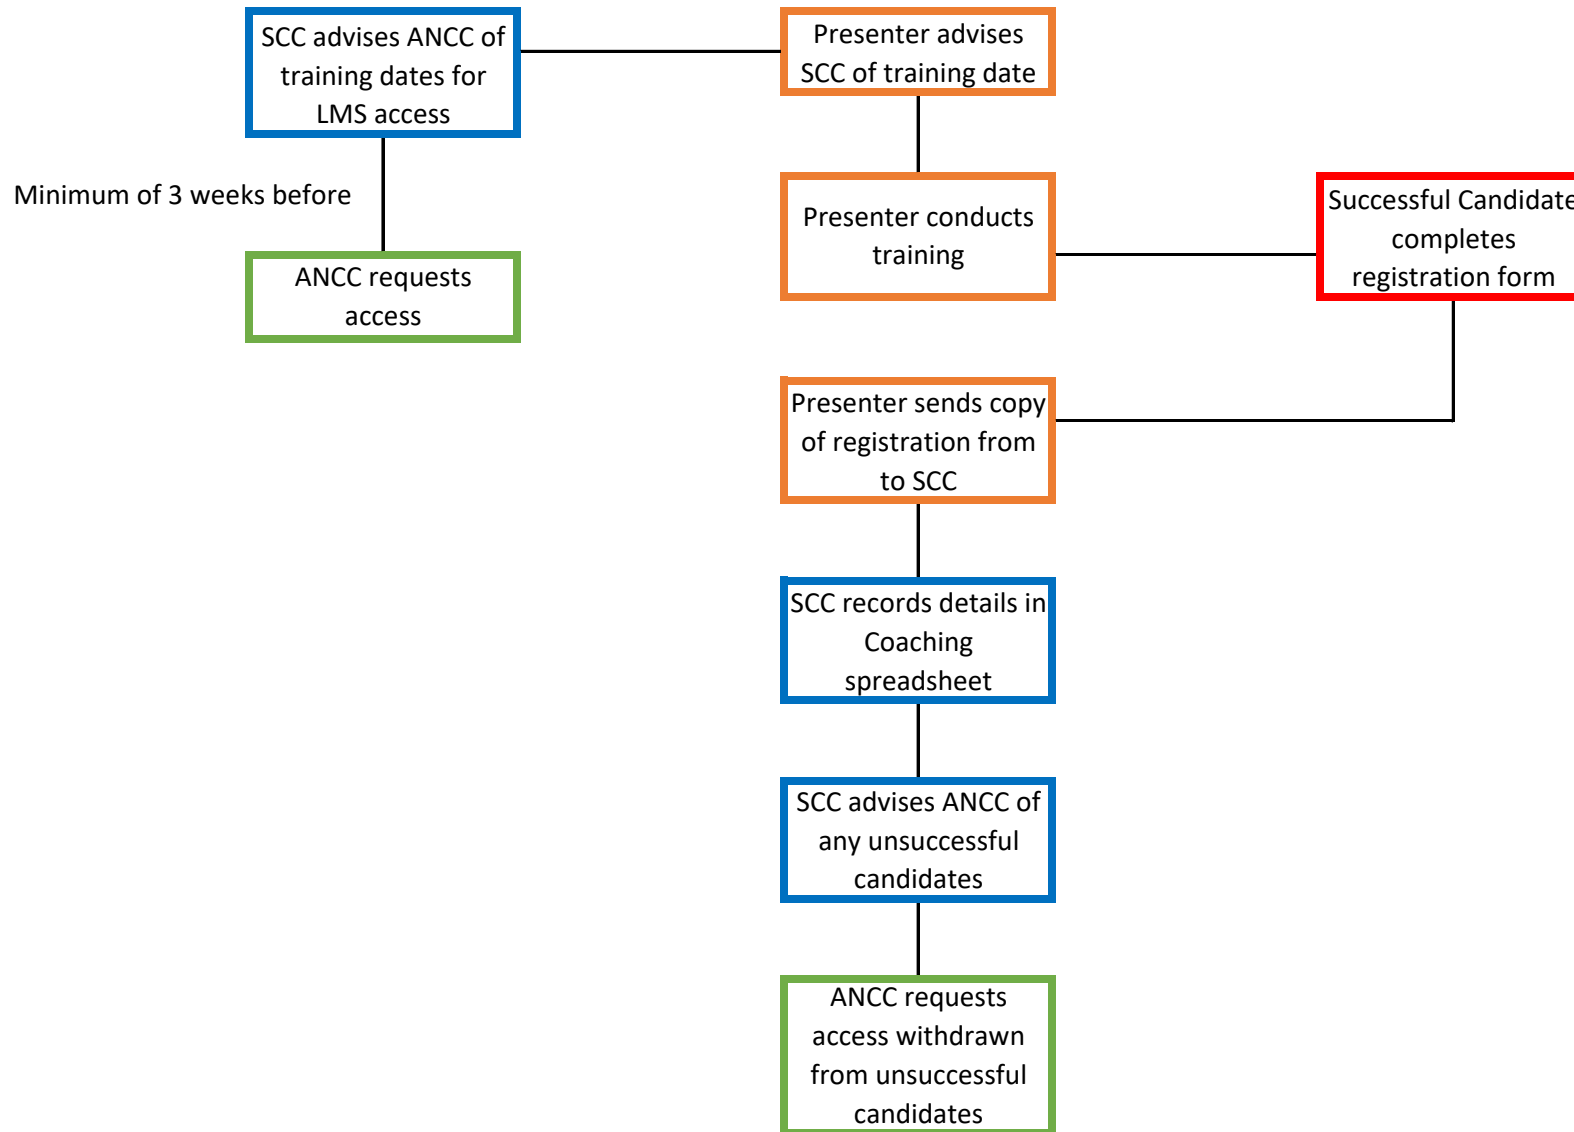 SCC advises ANCC of
training dates for
LMS access
Presenter advises
SCC of training date
Minimum of 3 weeks before
ANCC requests
access
Presenter conducts
training
Successful Candidate
completes
registration form
Presenter sends copy
of registration from
to SCC
SCC records details in
Coaching
spreadsheet
SCC advises ANCC of
any unsuccessful
candidates
ANCC requests
access withdrawn
from unsuccessful
candidates